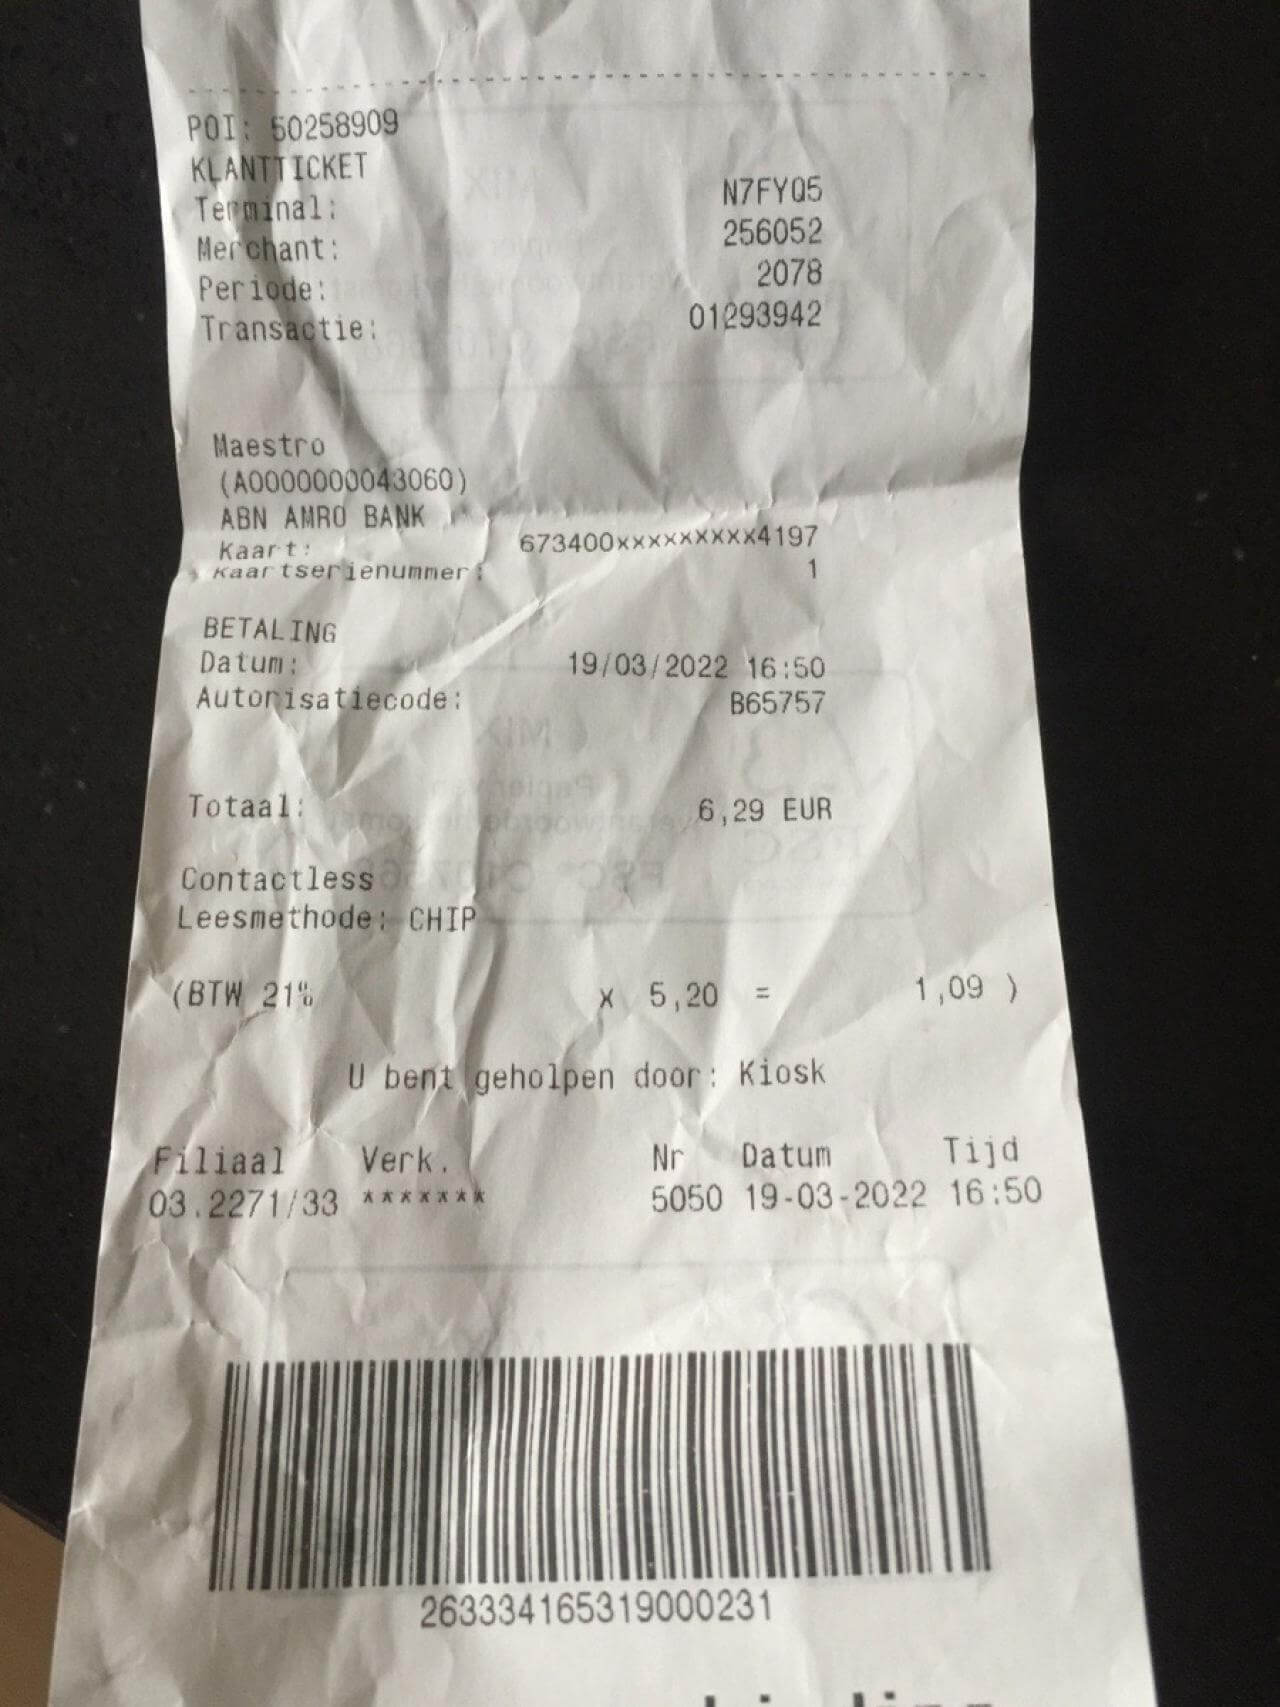 POI: 50258909
KLANTTICKET
Terminal: N7FYQ5
Merchant: 256052
Periode: 2078
Transactie: 01293942
Maestro
(A0000000043060)
ABN AMRO BANK
Kaart: 673400xxxxxxxxx4197
Kaartserienummer: 1
BETALING
Datum: 19/03/2022 16:50
Autorisatiecode: B65757
Totaal: 6,29 EUR
Contactless
Leesmethode: CHIP
(BTW 21% x 5,20 = 1,09 )
U bent geholpen door: Kiosk
Filiaal Verk. Nr Datum Tijd
03.2271/33 ******* 5050 19-03-2022 16:50
263334165319000231